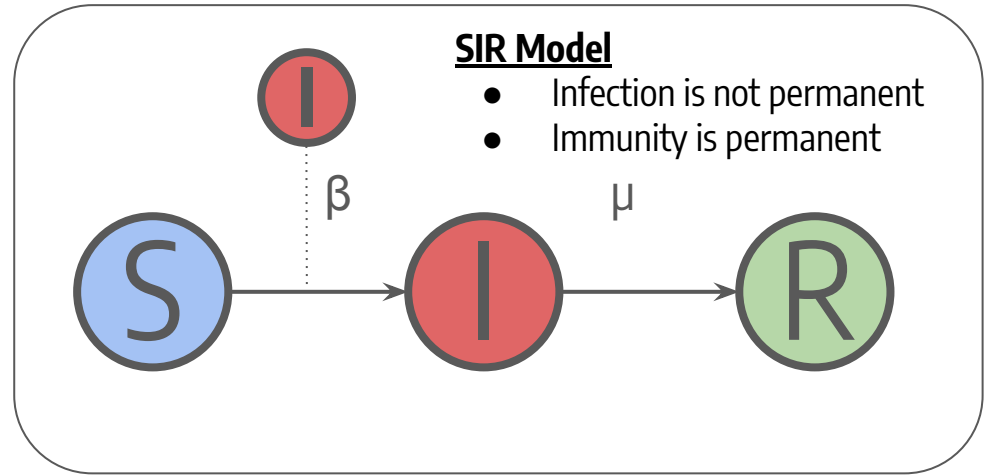 SIR Model
● Infection is not permanent
● Immunity is permanent
I
β
μ
S
I
R